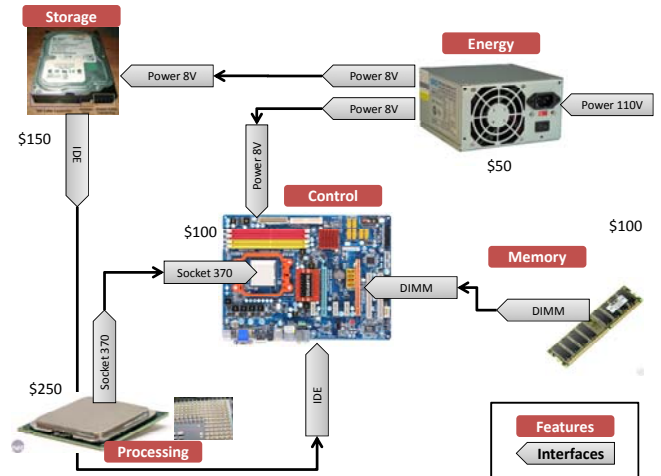 Storage
Energy
Power 8V
Power 8V
Power 8V
Power 110V
$150
IDE
Power 8V
$50
Control
$100
$100
Socket 370
Memory
DIMM
DIMM
Socket 370
IDE
$250
Processing
Features
Interfaces